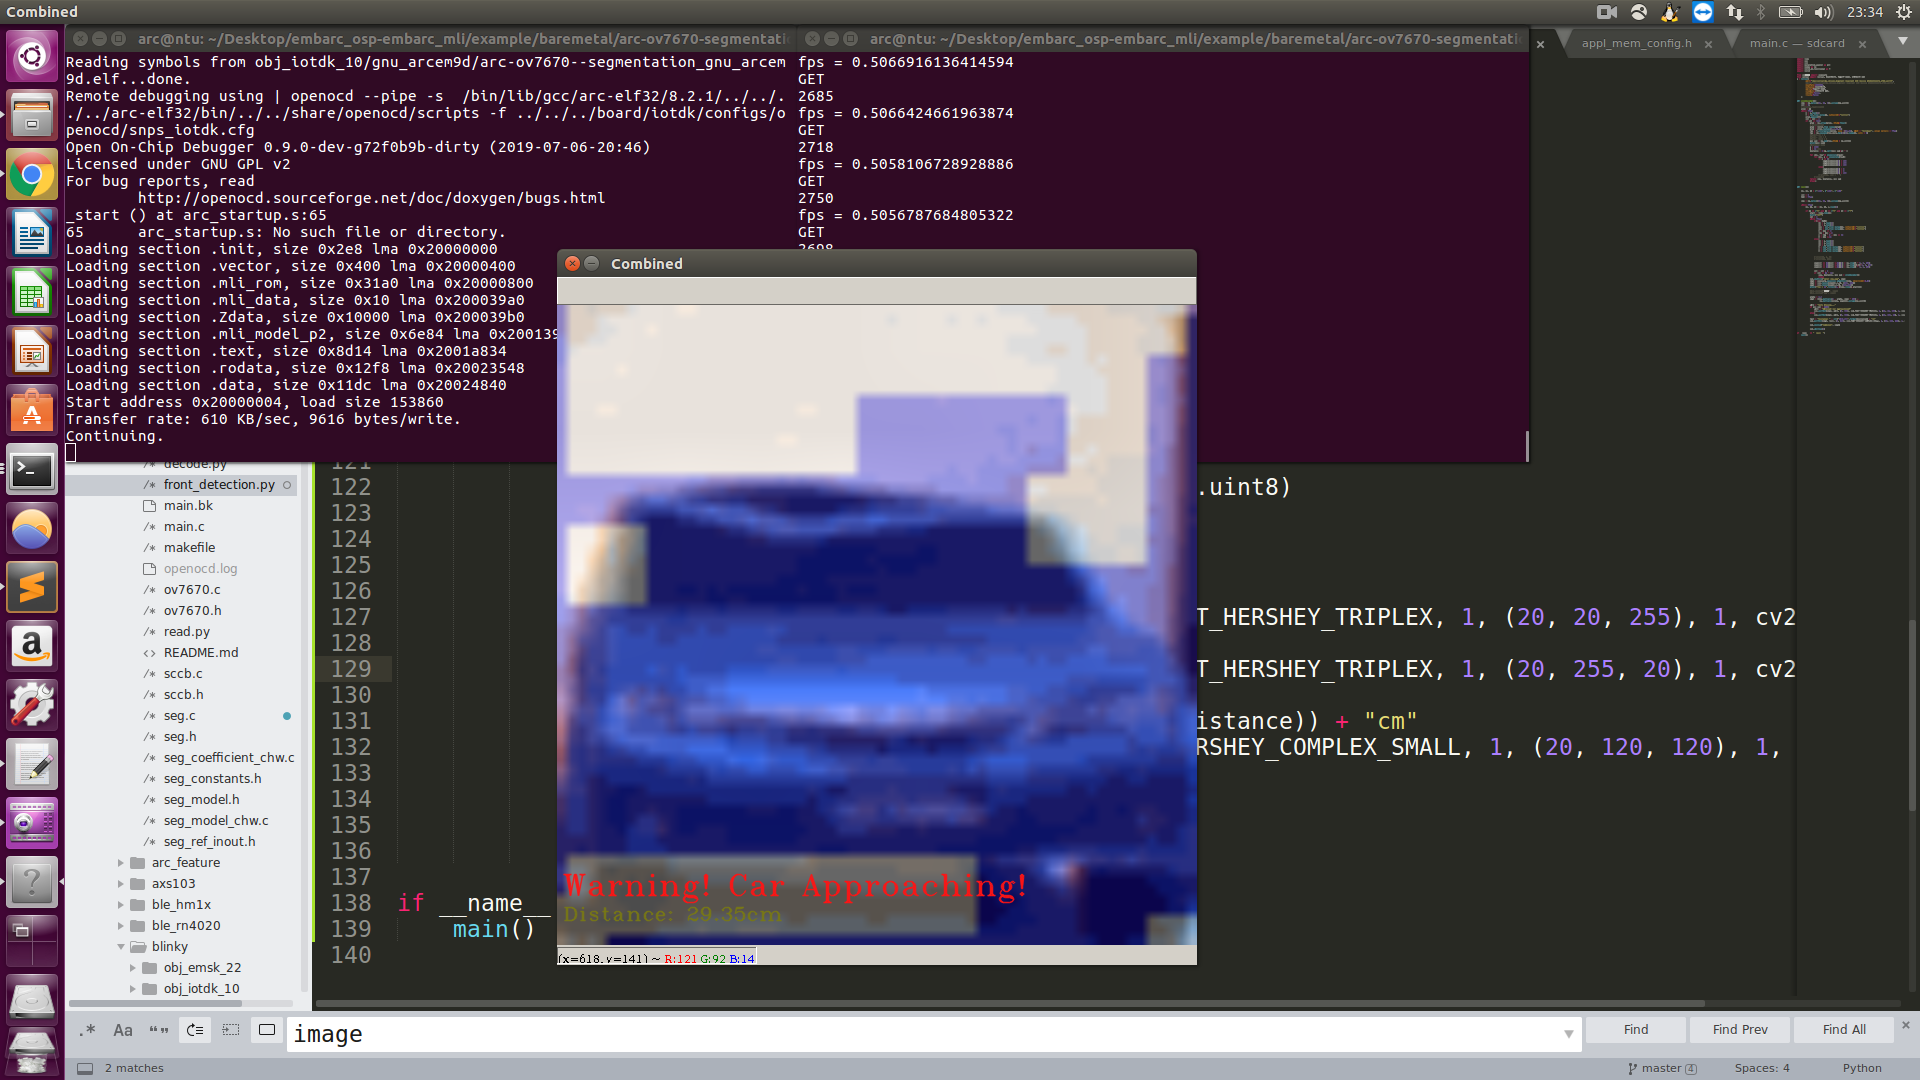 Combined
23:34
arc@ntu: ~/Desktop/embarc_osp-embarc_mli/example/baremetal/arc-ov7670-segmentati
Reading symbols from obj_iotdk_10/gnu_arcem9d/arc-ov7670--segmentation_gnu_arcem
9d.elf...done.
Remote debugging using | openocd --pipe -s  /bin/lib/gcc/arc-elf32/8.2.1/../../.
./../arc-elf32/bin/../../share/openocd/scripts -f ../../../board/iotdk/configs/o
penocd/snps_iotdk.cfg
Open On-Chip Debugger 0.9.0-dev-g72f0b9b-dirty (2019-07-06-20:46)
Licensed under GNU GPL v2
For bug reports, read
http://openocd.sourceforge.net/doc/doxygen/bugs.html
_start () at arc_startup.s:65
65      arc_startup.s: No such file or directory.
Loading section .init, size 0x2e8 lma 0x20000000
Loading section .vector, size 0x400 lma 0x20000400
Loading section .mli_rom, size 0x31a0 lma 0x20000800
Loading section .mli_data, size 0x10 lma 0x200039a0
Loading section .Zdata, size 0x10000 lma 0x200039b0
Loading section .mli_model_p2, size 0x6e84 lma 0x200139
Loading section .text, size 0x8d14 lma 0x2001a834
Loading section .rodata, size 0x12f8 lma 0x20023548
Loading section .data, size 0x11dc lma 0x20024840
Start address 0x20000004, load size 153860
Transfer rate: 610 KB/sec, 9616 bytes/write.
Continuing.
arc@ntu: ~/Desktop/embarc_osp-embarc_mli/example/baremetal/arc-ov7670-segmentati
fps = 0.5066916136414594
GET
2685
fps = 0.5066424661963874
GET
2718
fps = 0.5058106728928886
GET
2750
fps = 0.5056787684805322
GET
2698
appl_mem_config.h
main.c — sdcard
Combined
Warning! Car Approaching!
Distance: 29.35cm
(x=618, y=141) ~ R:121 G:92 B:14
decode.py
front_detection.py
main.bk
main.c
makefile
openocd.log
ov7670.c
ov7670.h
read.py
README.md
sccb.c
sccb.h
seg.c
seg.h
seg_coefficient_chw.c
seg_constants.h
seg_model.h
seg_model_chw.c
seg_ref_inout.h
arc_feature
axs103
ble_hm1x
ble_rn4020
blinky
obj_emsk_22
obj_iotdk_10
121
122 .uint8)
123
124
125
126
127 T_HERSHEY_TRIPLEX, 1, (20, 20, 255), 1, cv2
128
129 T_HERSHEY_TRIPLEX, 1, (20, 255, 20), 1, cv2
130
131 istance)) + "cm"
132 RSHEY_COMPLEX_SMALL, 1, (20, 120, 120), 1,
133
134
135
136
137
138 if __name__
139 main()
140
.* Aa “” image Find Find Prev Find All
2 matches master 4 Spaces: 4 Python